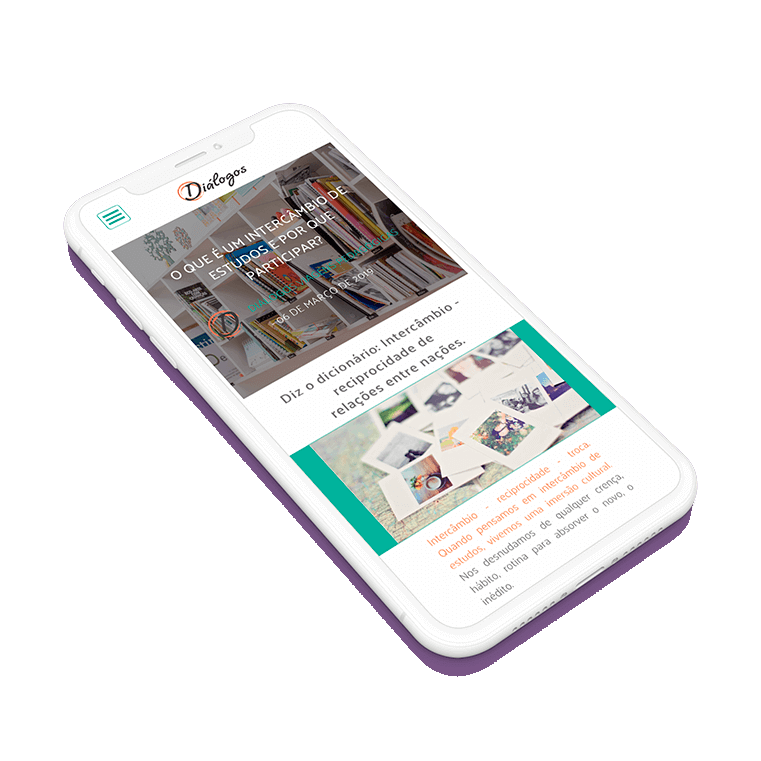 Diálogos
O QUE É UM INTERCÂMBIO DE
ESTUDOS E POR QUE
PARTICIPAR?
- 06 DE MARÇO DE 2019
Diz o dicionário: Intercâmbio -
reciprocidade de
relações entre nações.
Intercâmbio - reciprocidade - troca.
Quando pensamos em intercâmbio de
estudos, vivemos uma imersão cultural.
Nos desnudamos de qualquer crença,
hábito, rotina para absorver o novo, o
inédito.